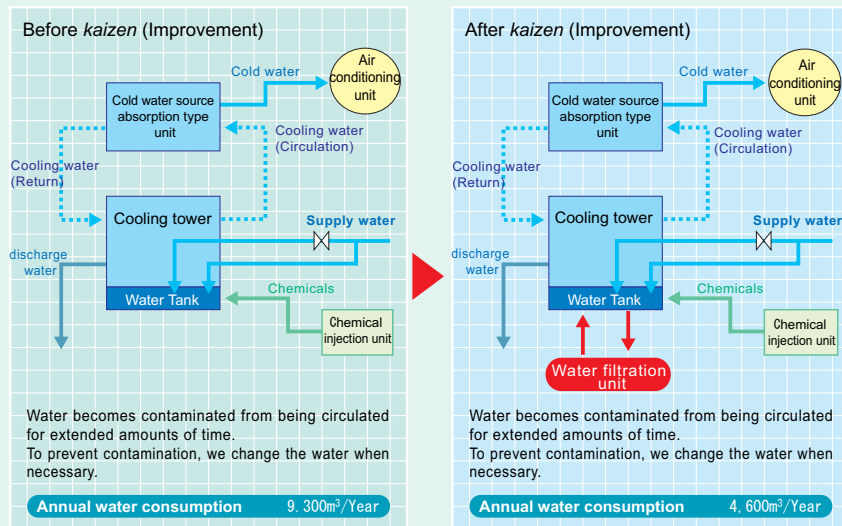 Before kaizen (Improvement)
Air
conditioning
unit
Cold water
Cold water source
absorption type
unit
Cooling water
(Circulation)
Cooling water
(Return)
Cooling tower
Supply water
discharge
water
Water Tank
Chemicals
Chemical
injection unit
Water becomes contaminated from being circulated
for extended amounts of time.
To prevent contamination, we change the water when
necessary.
Annual water consumption 9.300m³/Year
After kaizen (Improvement)
Air
conditioning
unit
Cold water
Cold water source
absorption type
unit
Cooling water
(Circulation)
Cooling water
(Return)
Cooling tower
Supply water
discharge
water
Water Tank
Chemicals
Chemical
injection unit
Water filtration
unit
Water becomes contaminated from being circulated
for extended amounts of time.
To prevent contamination, we change the water when
necessary.
Annual water consumption 4,600m³/Year